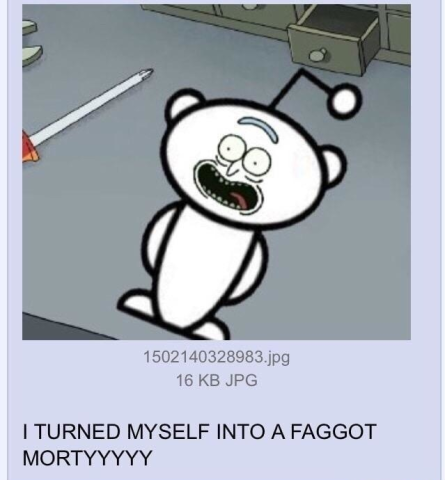 1502140328983.jpg
16 KB JPG
I TURNED MYSELF INTO A FAGGOT
MORTYYYYY